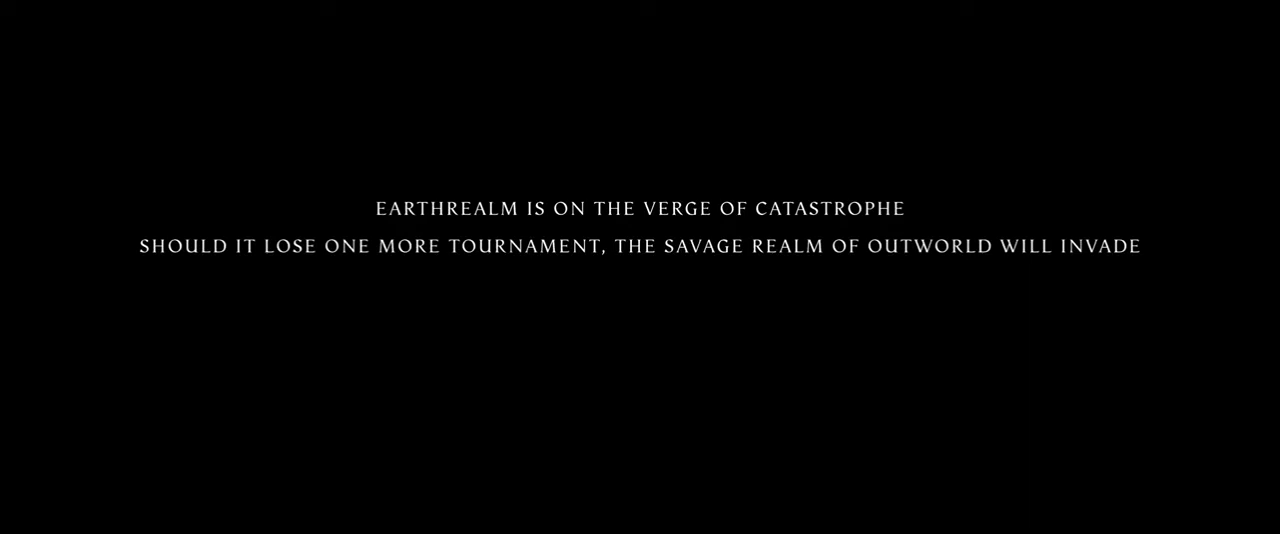 EARTHREALM IS ON THE VERGE OF CATASTROPHE
SHOULD IT LOSE ONE MORE TOURNAMENT, THE SAVAGE REALM OF OUTWORLD WILL INVADE